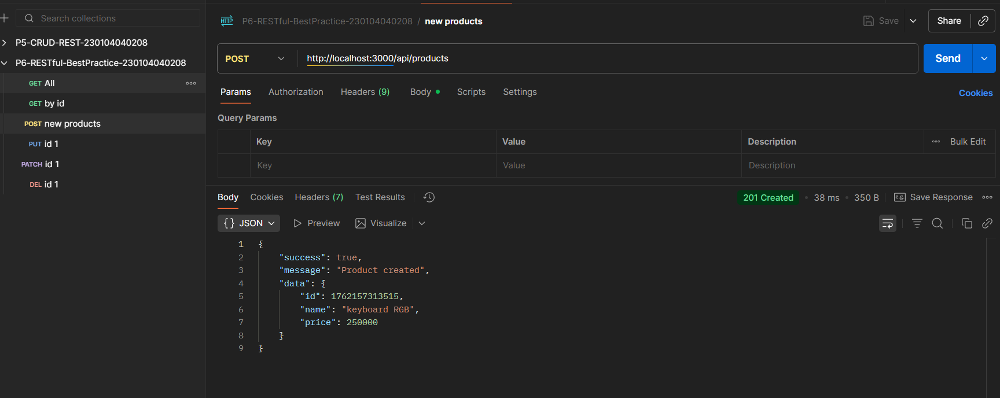 Search collections
P5-CRUD-REST-230104040208
P6-RESTful-BestPractice-230104040208
GET All
GET by id
POST new products
PUT id 1
PATCH id 1
DEL id 1
HTTP P6-RESTful-BestPractice-230104040208 / new products
Save
Share
POST
http://localhost:3000/api/products
Send
Params Authorization Headers (9) Body Scripts Settings
Cookies
Query Params
Key Value Description Bulk Edit
Key Value Description
Body Cookies Headers (7) Test Results
201 Created • 38 ms • 350 B
e.g. Save Response
{} JSON Preview Visualize
1 {
2 "success": true,
3 "message": "Product created",
4 "data": {
5 "id": 1762157313515,
6 "name": "keyboard RGB",
7 "price": 250000
8 }
9 }